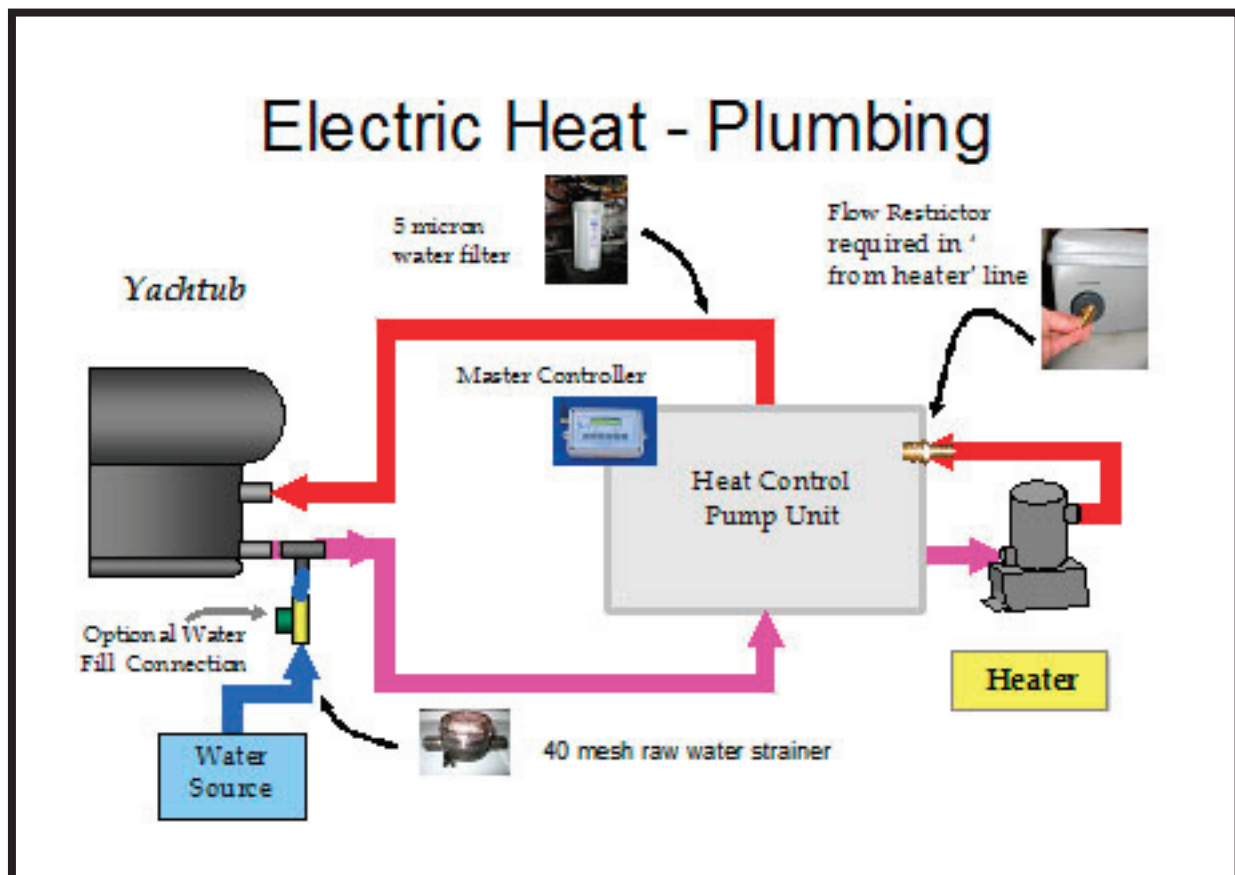 Electric Heat - Plumbing
5 micron
water filter
Flow Restrictor
required in ‘
from heater’ line
Yachtub
Master Controller
Heat Control
Pump Unit
Optional Water
Fill Connection
Heater
40 mesh raw water strainer
Water
Source